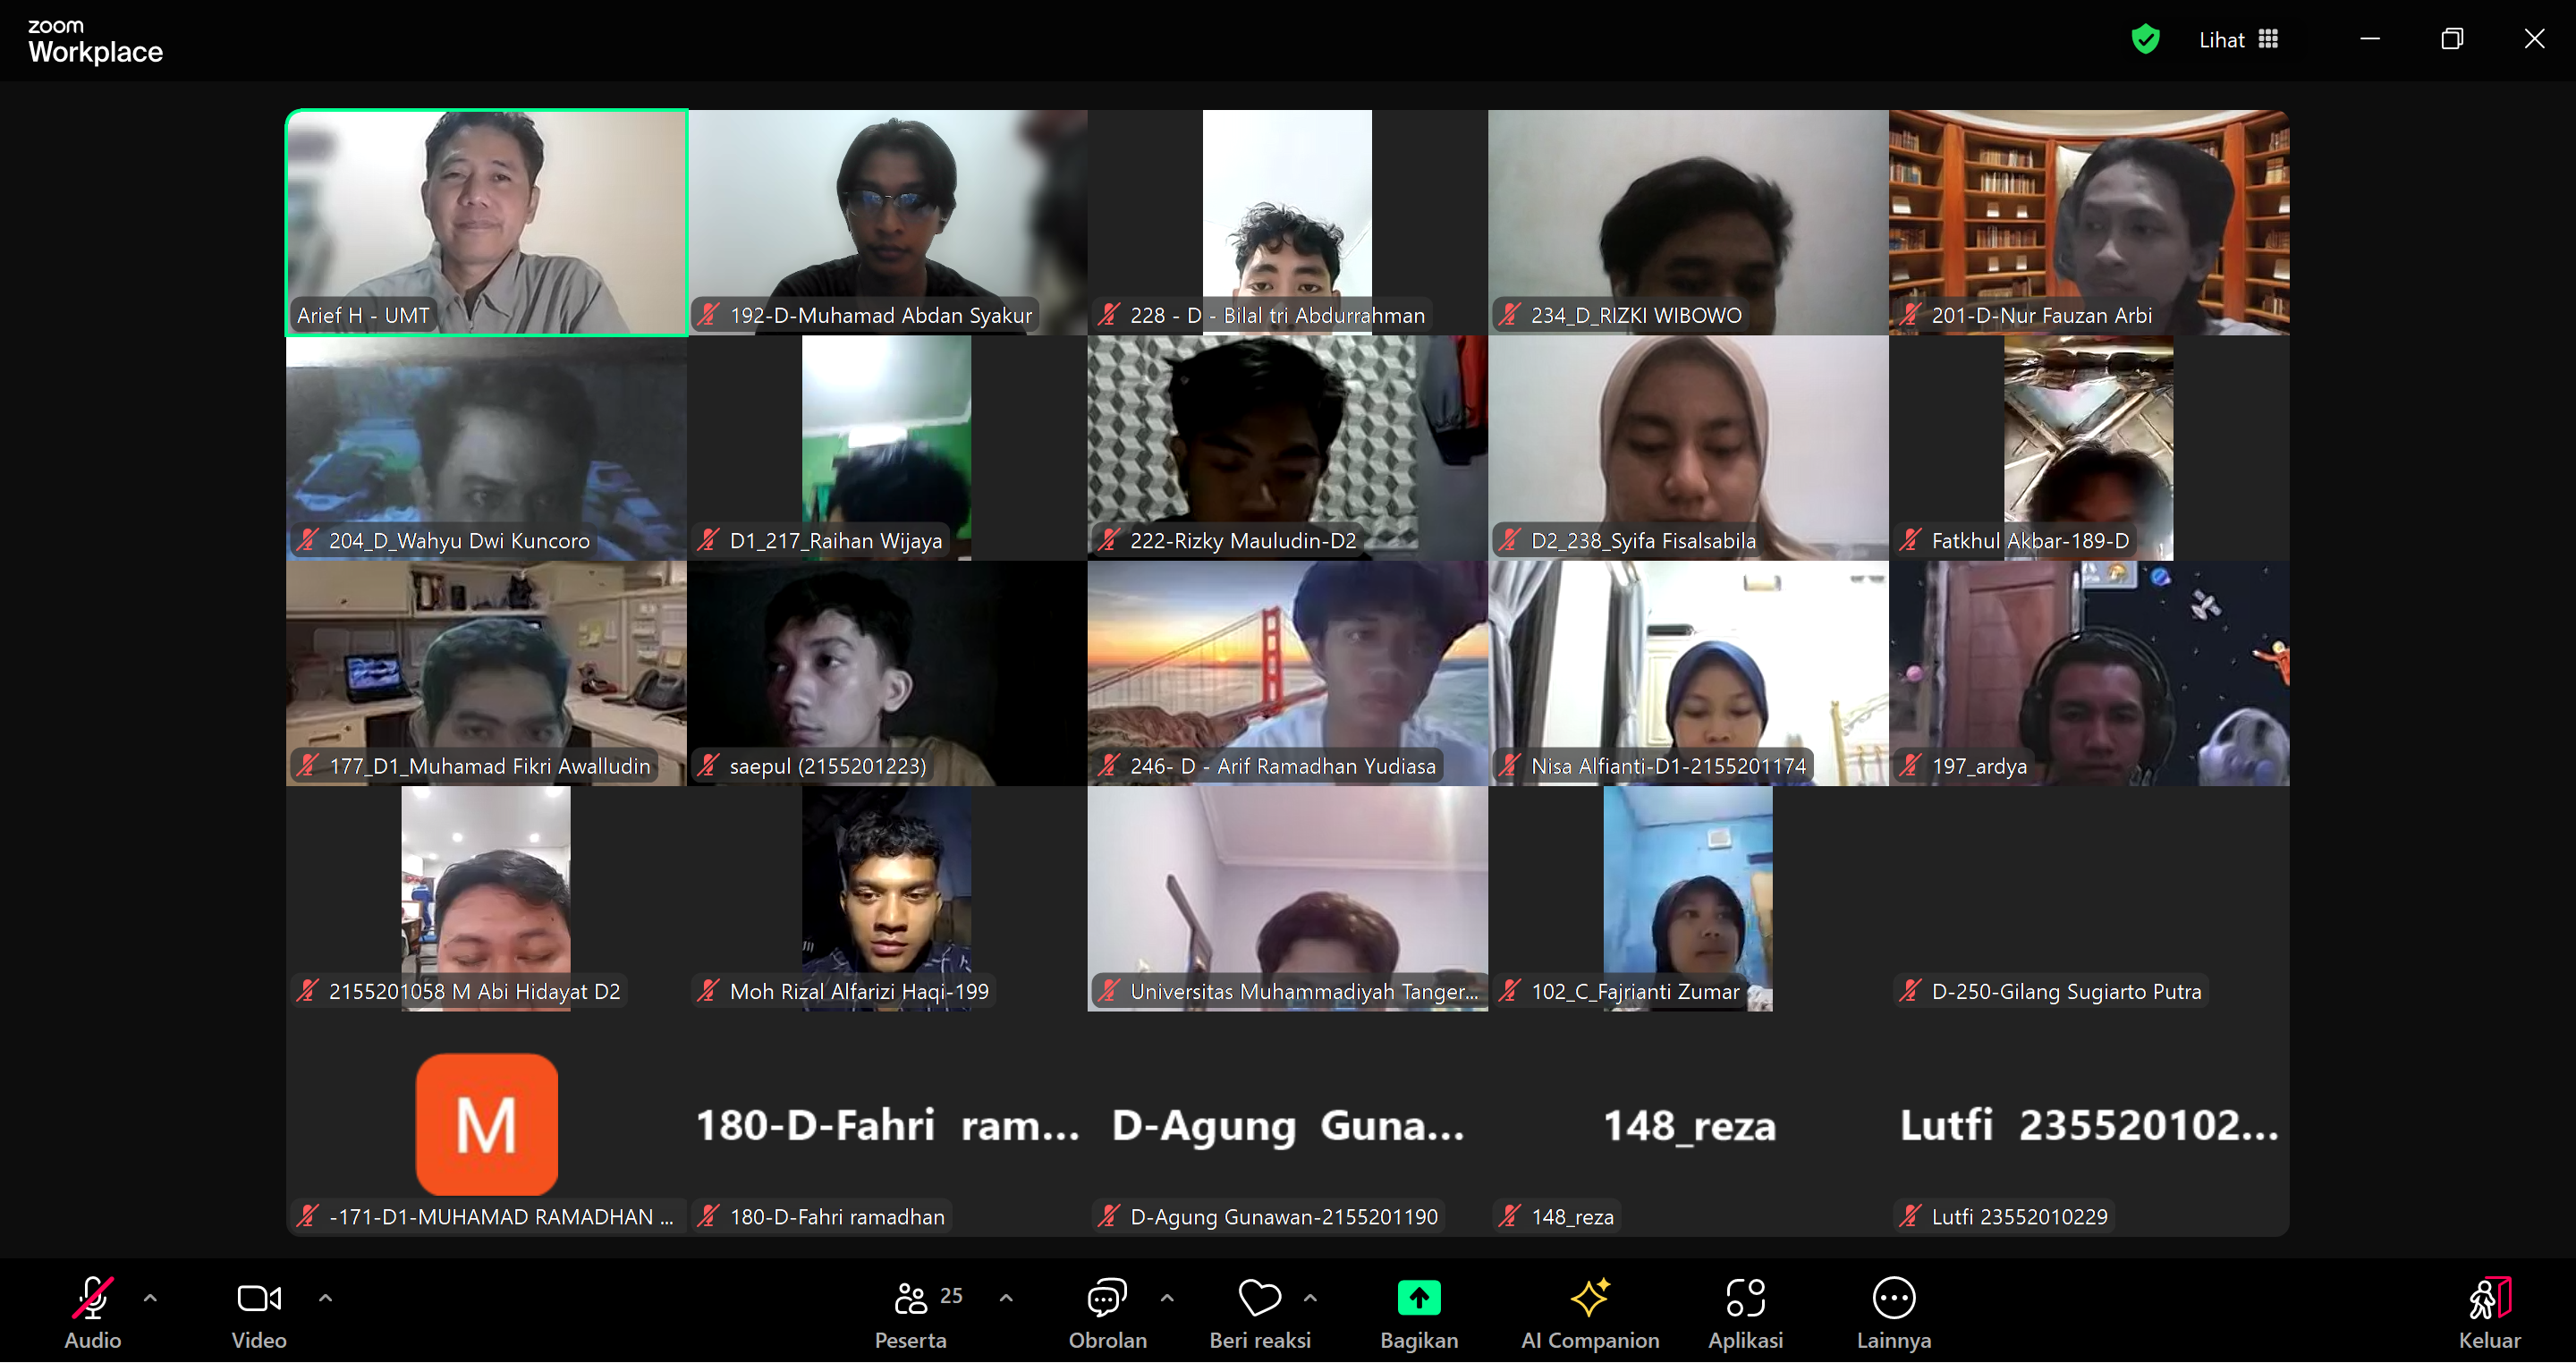 zoom
Workplace
Lihat
Arief H - UMT
192-D-Muhamad Abdan Syakur
228 - D - Bilal tri Abdurrahman
234_D_RIZKI WIBOWO
201-D-Nur Fauzan Arbi
204_D_Wahyu Dwi Kuncoro
D1_217_Raihan Wijaya
222-Rizky Mauludin-D2
D2_238_Syifa Fisalsabila
Fatkhul Akbar-189-D
177_D1_Muhamad Fikri Awalludin
saepul (2155201223)
246- D - Arif Ramadhan Yudiasa
Nisa Alfianti-D1-2155201174
197_ardya
2155201058 M Abi Hidayat D2
Moh Rizal Alfarizi Haqi-199
Universitas Muhammadiyah Tanger...
102_C_Fajrianti Zumar
D-250-Gilang Sugiarto Putra
M
180-D-Fahri ram...
D-Agung Guna...
148_reza
Lutfi 235520102...
-171-D1-MUHAMAD RAMADHAN ...
180-D-Fahri ramadhan
D-Agung Gunawan-2155201190
148_reza
Lutfi 23552010229
25
Audio
Video
Peserta
Obrolan
Beri reaksi
Bagikan
AI Companion
Aplikasi
Lainnya
Keluar